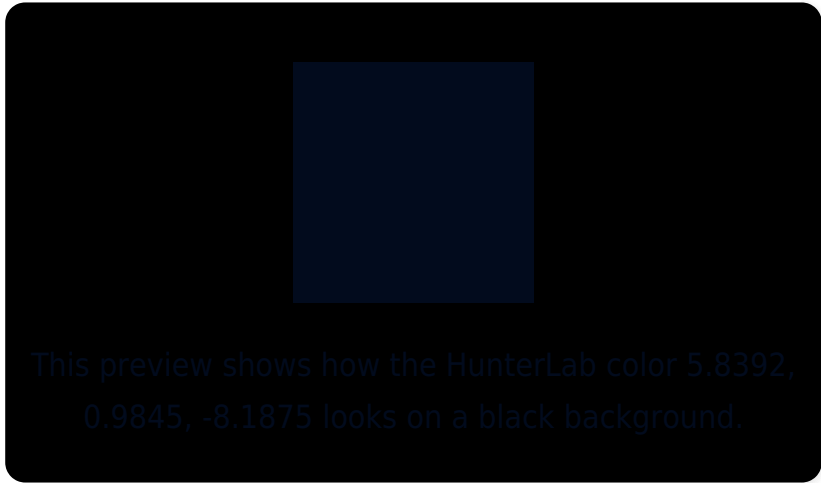 This preview shows how the HunterLab color 5.8392,
0.9845, -8.1875 looks on a black background.